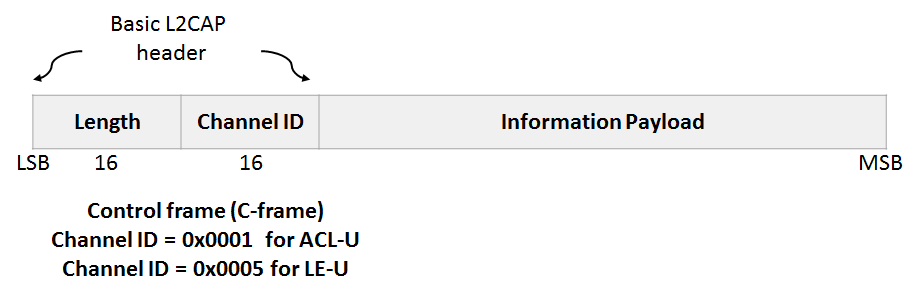 Basic L2CAP
header
Length Channel ID Information Payload
LSB 16 16 MSB
Control frame (C-frame)
Channel ID = 0x0001 for ACL-U
Channel ID = 0x0005 for LE-U